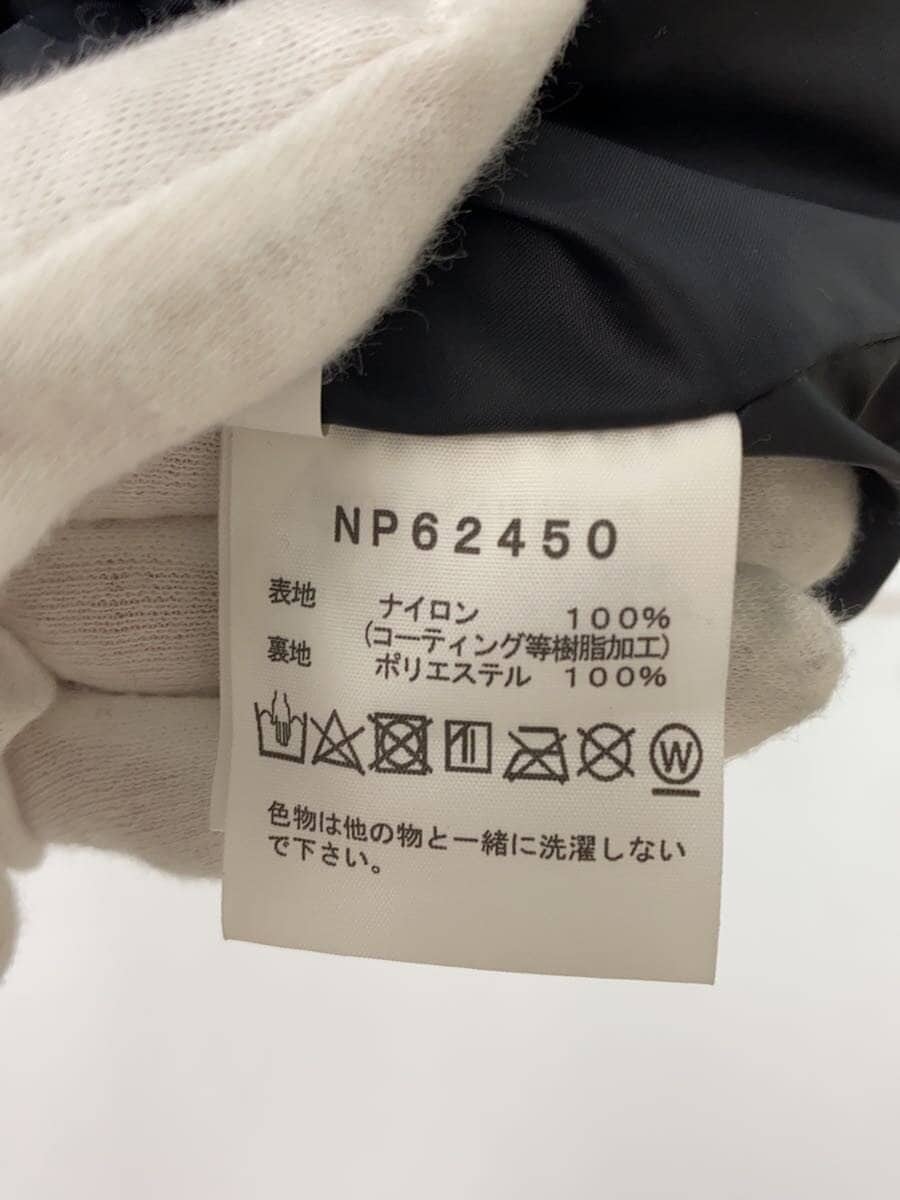 NP62450
表地 ナイロン 100%
(コーティング等樹脂加工)
裏地 ポリエステル 100%
W
色物は他の物と一緒に洗濯しない
で下さい。